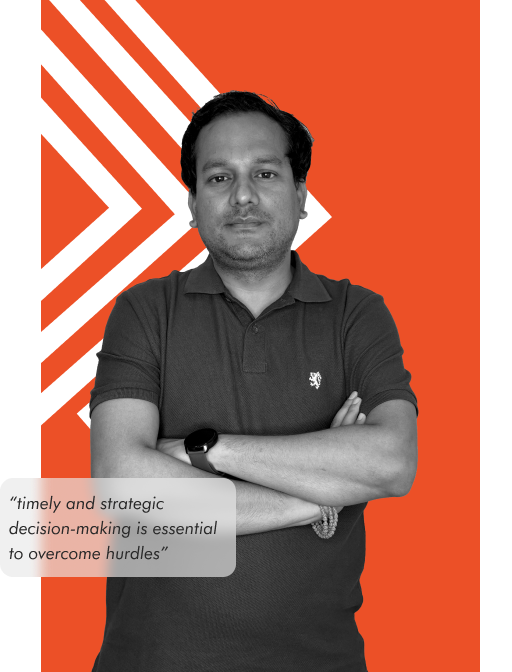 “timely and strategic
decision-making is essential
to overcome hurdles”